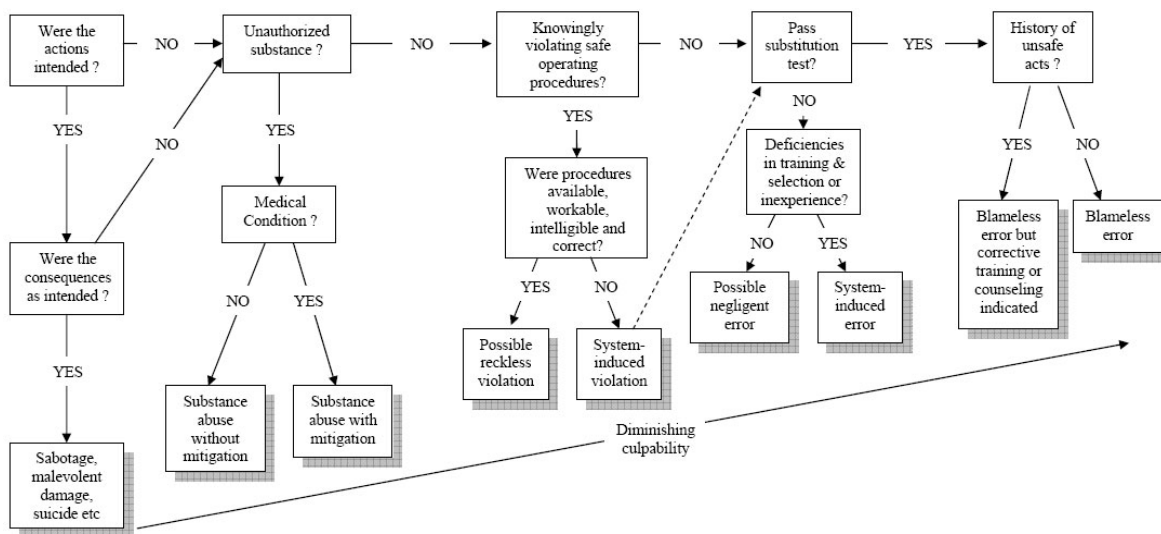 Were the
actions
intended ?
NO
Unauthorized
substance ?
NO
Knowingly
violating safe
operating
procedures?
NO
Pass
substitution
test?
YES
History of
unsafe
acts ?
YES
NO
YES
YES
NO
YES
NO
Were the
consequences
as intended ?
Medical
Condition ?
Were procedures
available,
workable,
intelligible and
correct?
Deficiencies
in training &
selection or
inexperience?
Blameless
error but
corrective
training or
counseling
indicated
Blameless
error
YES
NO
YES
YES
NO
NO
YES
Sabotage,
malevolent
damage,
suicide etc
Substance
abuse
without
mitigation
Substance
abuse with
mitigation
Possible
reckless
violation
System-
induced
violation
Possible
negligent
error
System-
induced
error
Diminishing
culpability